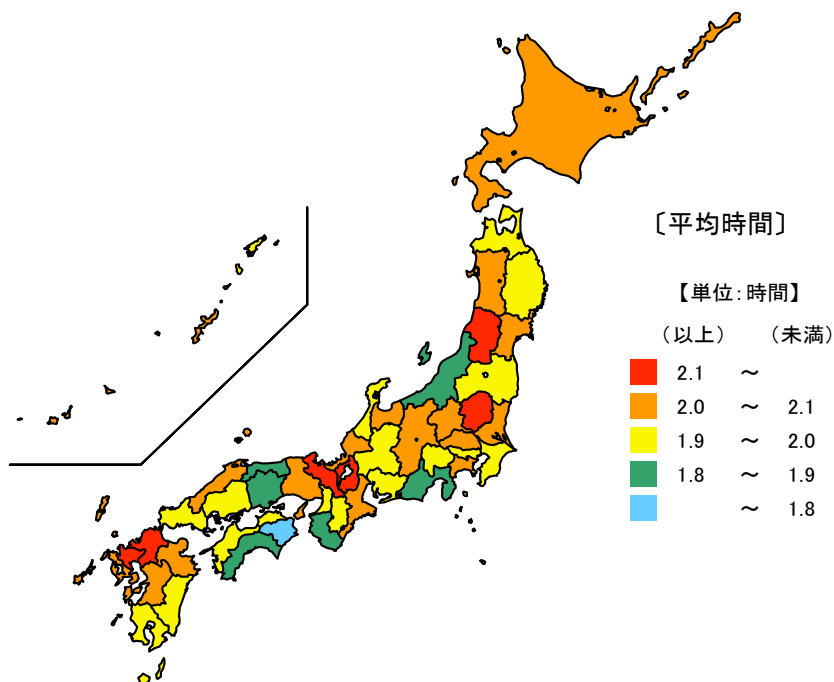 〔平均時間〕
【単位：時間】
（以上） （未満）
2.1 ～
2.0 ～ 2.1
1.9 ～ 2.0
1.8 ～ 1.9
～ 1.8